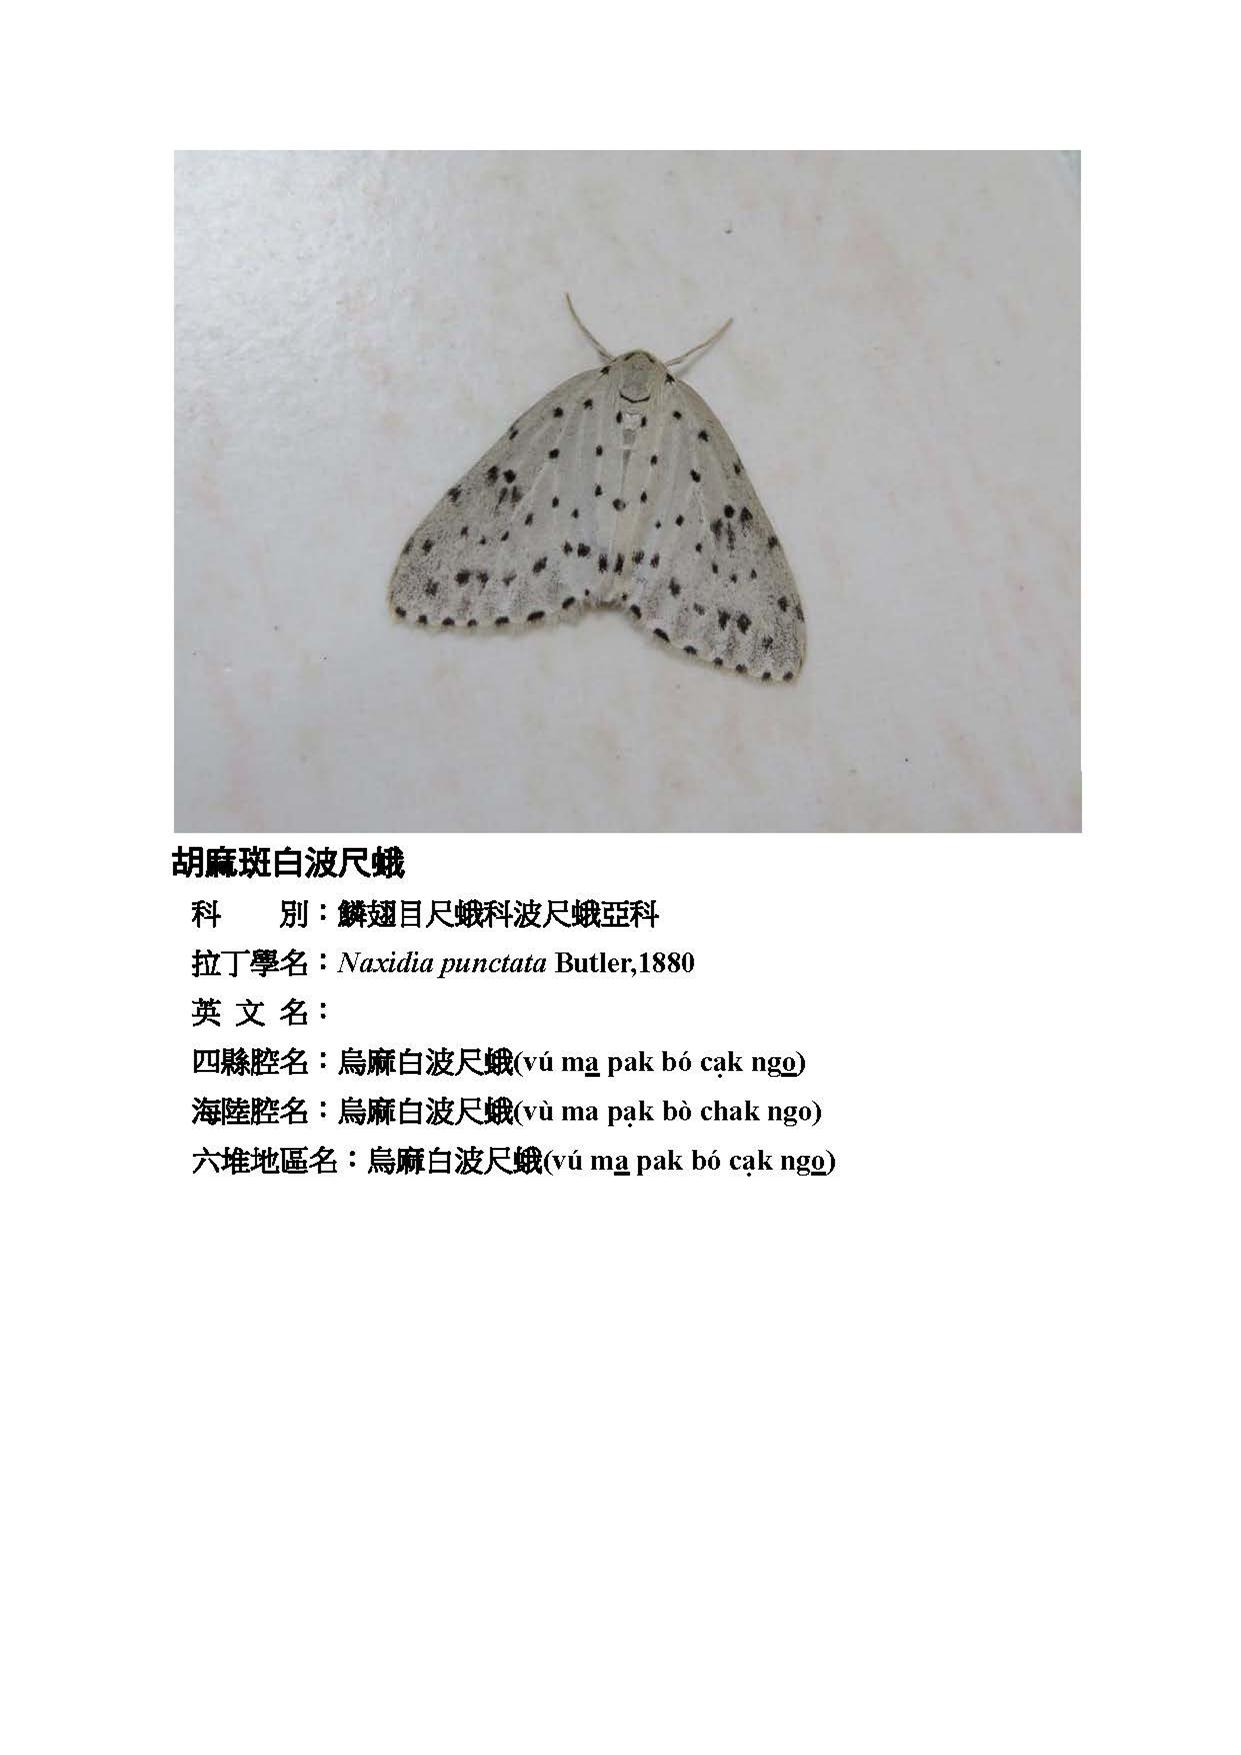 胡麻斑白波尺蛾
科　　別：鱗翅目尺蛾科波尺蛾亞科
拉丁學名：Naxidia punctata Butler,1880
英 文 名：
四縣腔名：烏麻白波尺蛾(vú ma̲ pak bó cạk ngo̲)
海陸腔名：烏麻白波尺蛾(vù ma pạk bò chak ngo)
六堆地區名：烏麻白波尺蛾(vú ma̲ pak bó cạk ngo̲)